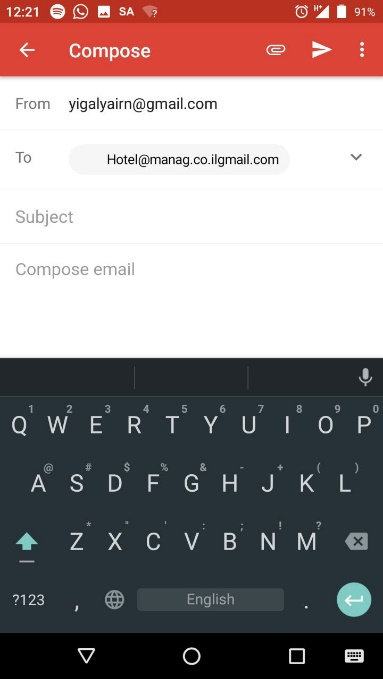 12:21 SA H+ 91%
Compose
From yigalyairn@gmail.com
To Hotel@manag.co.ilgmail.com
Subject
Compose email
1 2 3 4 5 6 7 8 9 0
Q W E R T Y U I O P
@ # $ % & - + ( )
A S D F G H J K L
* " ' : ; ! ?
Z X C V B N M
?123 , English .